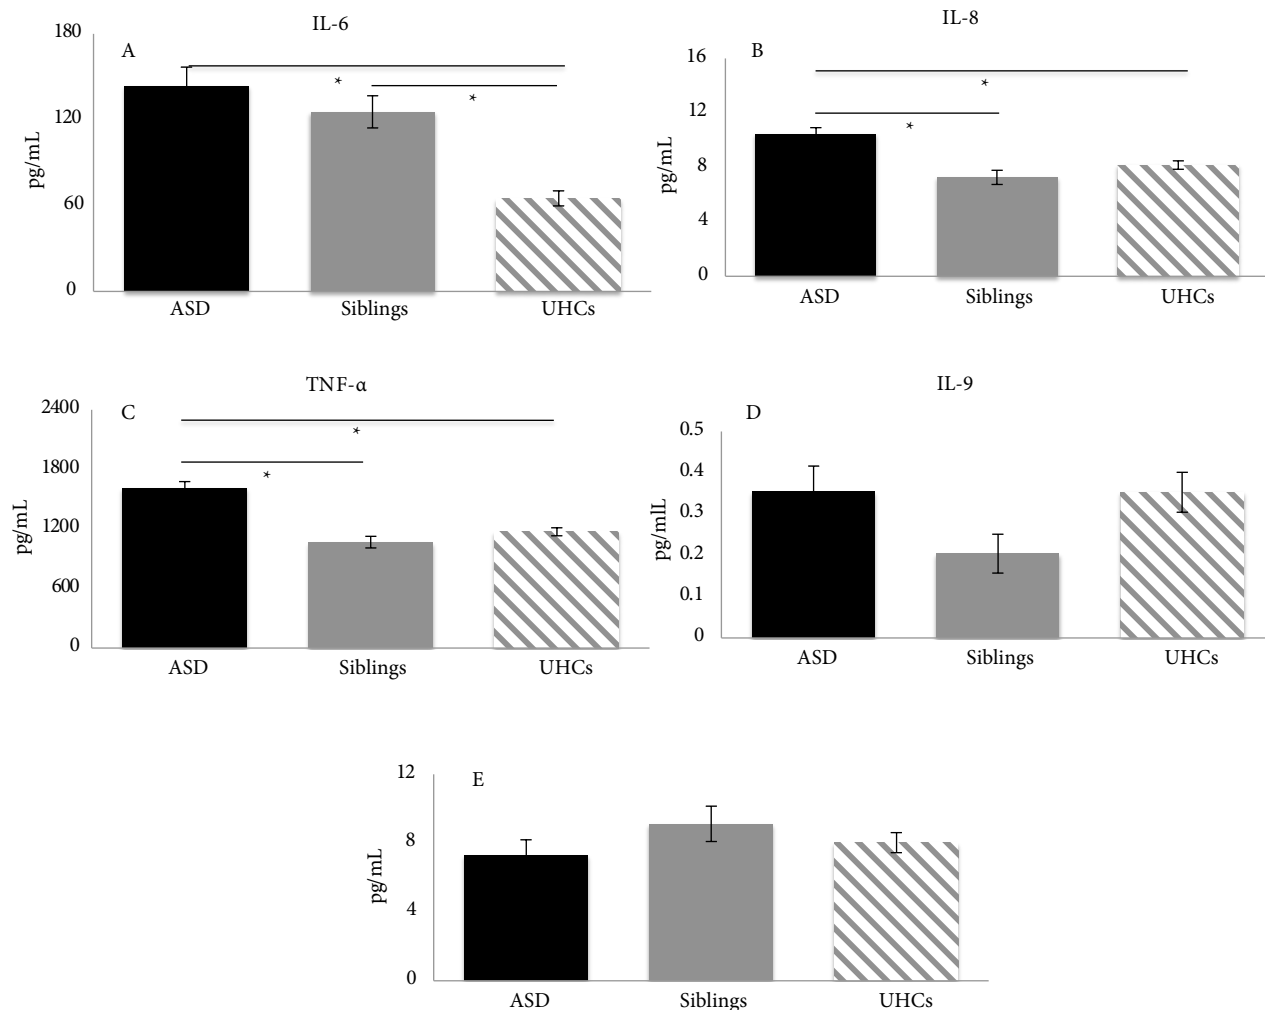 IL-6
A
180
120
60
0
pg/mL
*
*
ASD Siblings UHCs
IL-8
B
16
12
8
4
0
pg/mL
*
*
ASD Siblings UHCs
TNF-α
C
2400
1800
1200
600
0
pg/mL
*
*
ASD Siblings UHCs
IL-9
D
0.5
0.4
0.3
0.2
0.1
0
pg/mlL
ASD Siblings UHCs
E
12
8
4
0
pg/mL
ASD Siblings UHCs